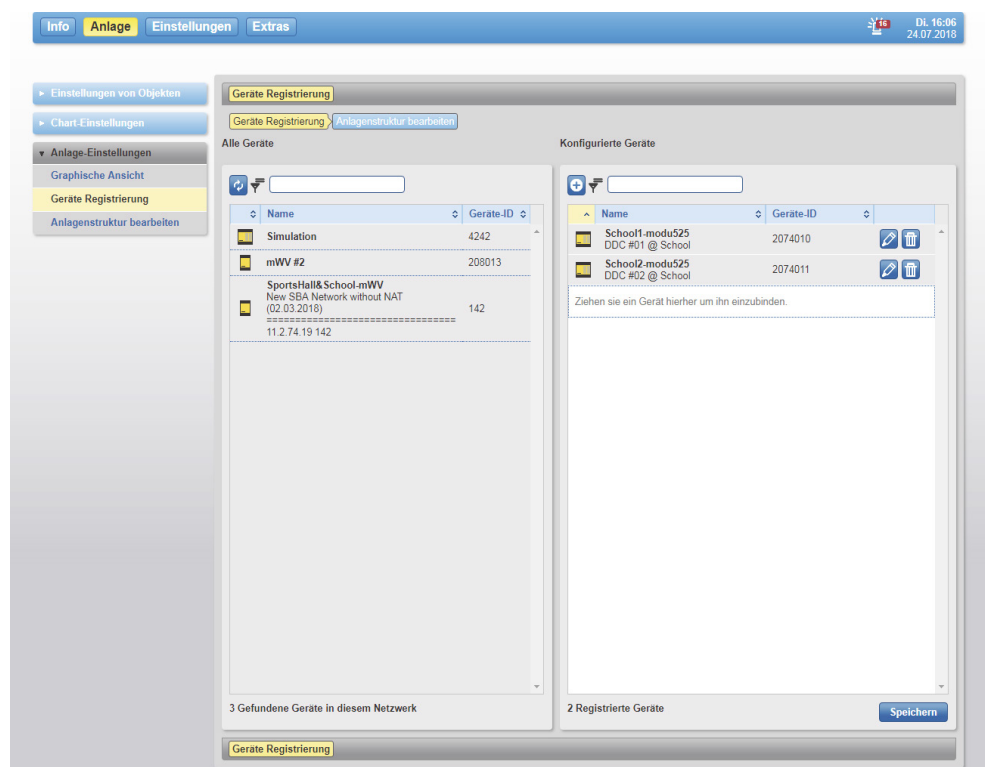 Info Anlage Einstellungen Extras 16 Di. 16:06
24.07.2018
Einstellungen von Objekten
Chart-Einstellungen
Anlage-Einstellungen
Graphische Ansicht
Geräte Registrierung
Anlagenstruktur bearbeiten
Geräte Registrierung
Geräte Registrierung Anlagenstruktur bearbeiten
Alle Geräte
Name Geräte-ID
Simulation 4242
mWV #2 208013
SportsHall&School-mWV
New SBA Network without NAT
(02.03.2018) 142
=================================
11.2.74.19 142
3 Gefundene Geräte in diesem Netzwerk
Konfigurierte Geräte
Name Geräte-ID
School1-modu525
DDC #01 @ School 2074010
School2-modu525
DDC #02 @ School 2074011
Ziehen sie ein Gerät hierher um ihn einzubinden.
2 Registrierte Geräte Speichern
Geräte Registrierung